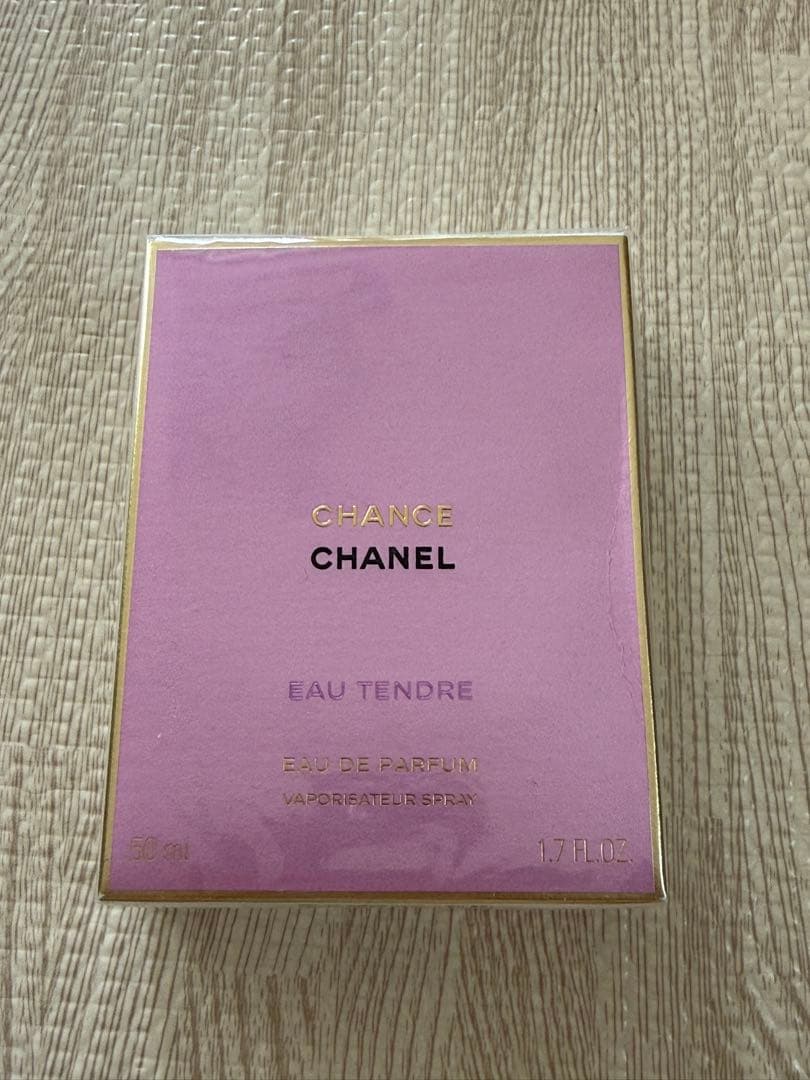 CHANCE
CHANEL
EAU TENDRE
EAU DE PARFUM
VAPORISATEUR SPRAY
50 ml 1.7 FL.OZ.